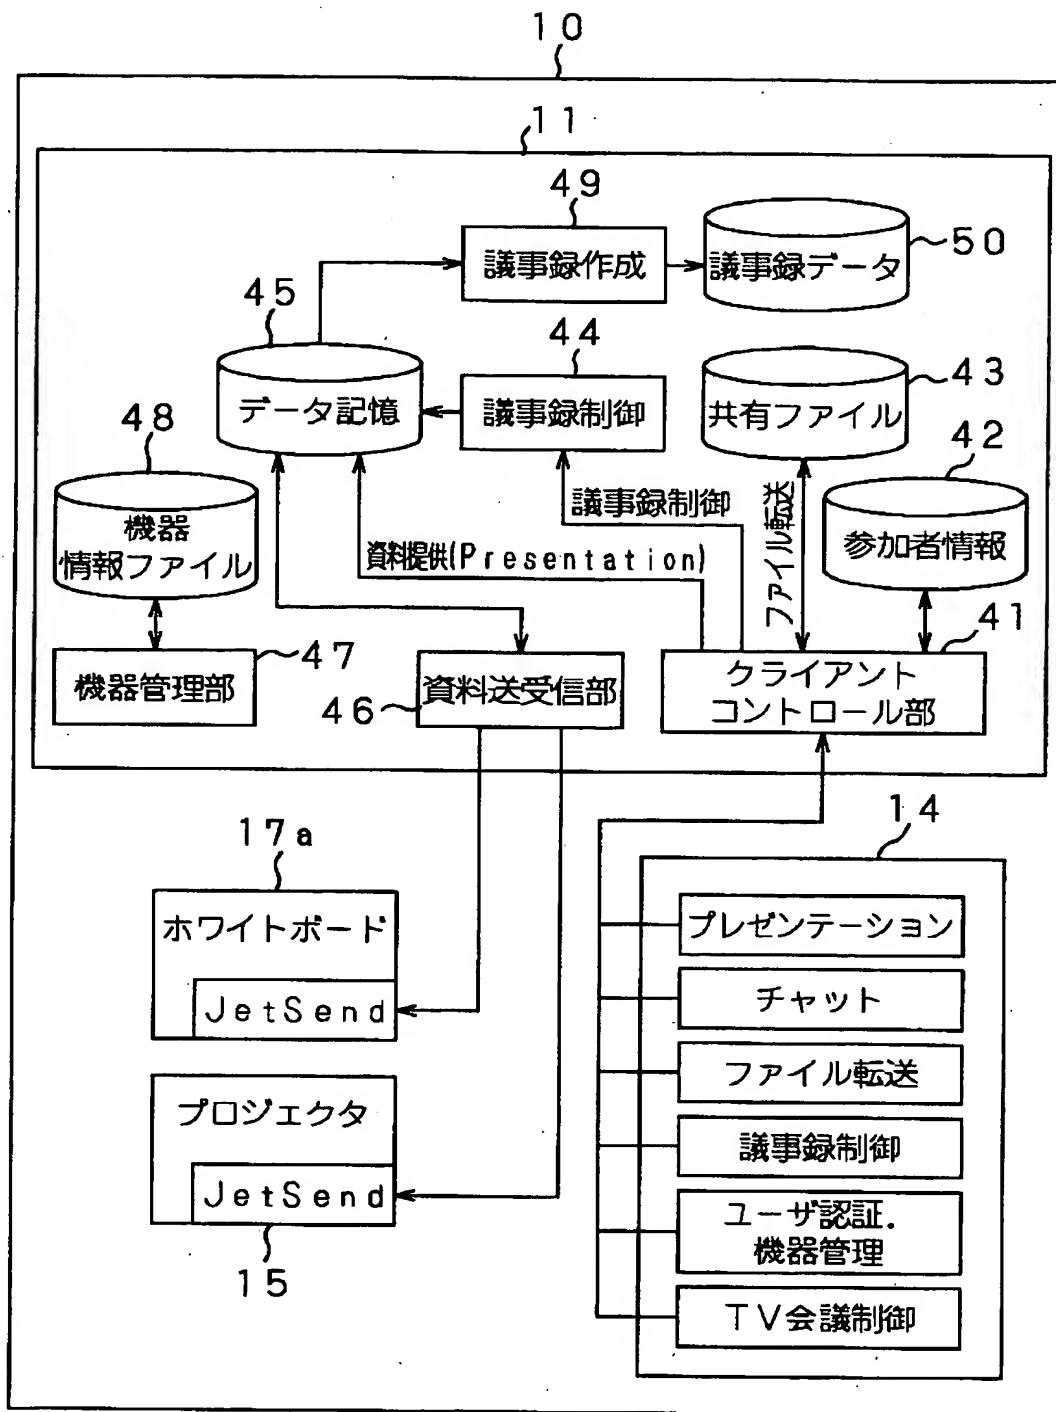 10
11
49
議事録作成
議事録データ
50
45
データ記憶
44
議事録制御
共有ファイル
43
48
機器
情報ファイル
42
参加者情報
議事録制御
資料提供(Presentation)
ファイル転送
機器管理部
47
資料送受信部
46
クライアント
コントロール部
41
17a
ホワイトボード
JetSend
プロジェクタ
JetSend
15
14
プレゼンテーション
チャット
ファイル転送
議事録制御
ユーザ認証.
機器管理
TV会議制御